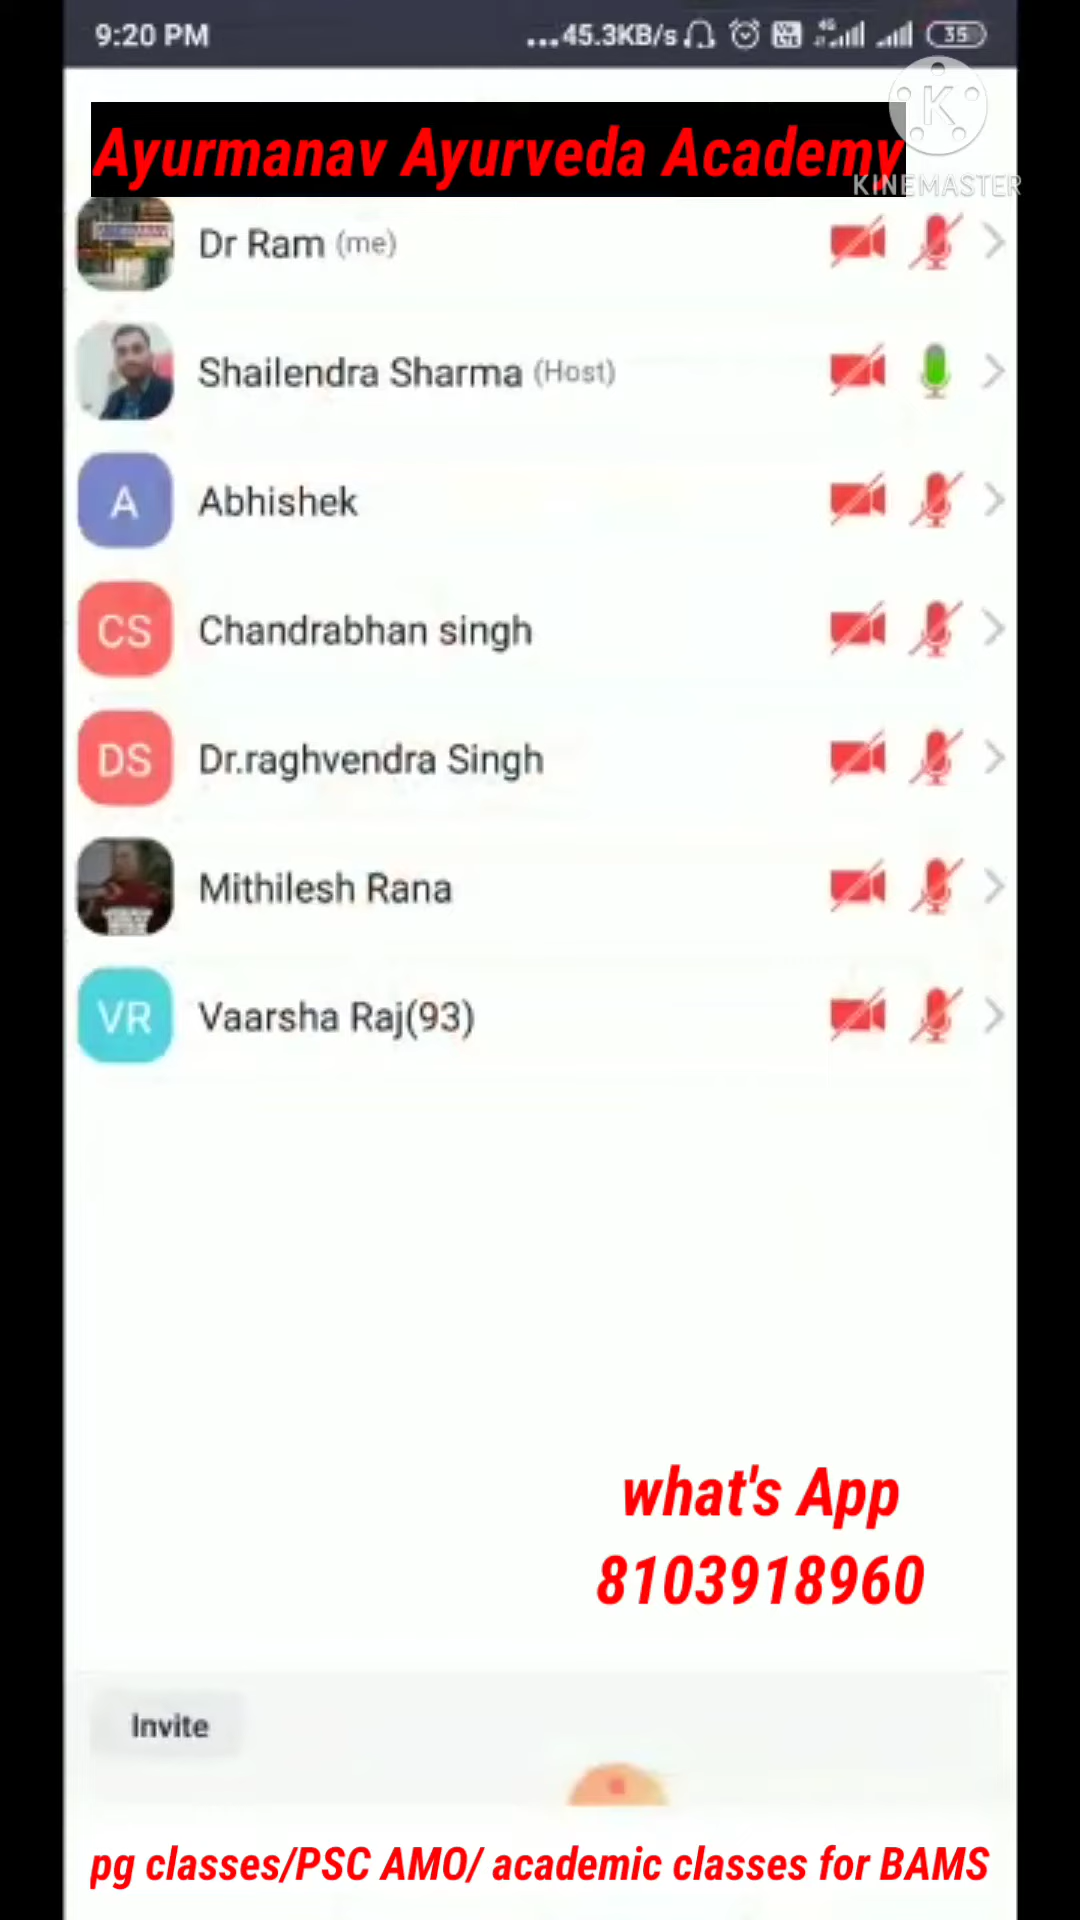 9:20 PM
...45.3KB/s 4G 35
K
Ayurmanav Ayurveda Academy
KINEMASTER
Dr Ram (me)
Shailendra Sharma (Host)
A Abhishek
CS Chandrabhan singh
DS Dr.raghvendra Singh
Mithilesh Rana
VR Vaarsha Raj(93)
what's App
8103918960
Invite
pg classes/PSC AMO/ academic classes for BAMS